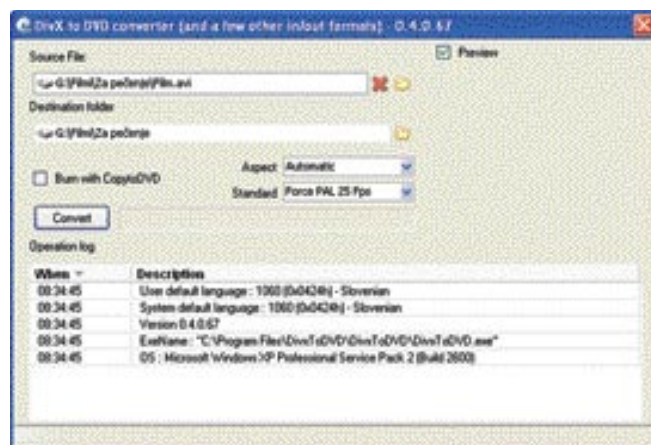 DivX to DVD converter (and a few other in/out formats) - 0.4.0.67
Source File
G:\Filmi\Za pečenje\Film.avi
Preview
Destination folder
G:\Filmi\Za pečenje
Burn with CopytoDVD
Aspect Automatic
Standard Force PAL 25 Fps
Convert
Operation log
When Description
08:34:45 User default language : 1060 (0x0424h) - Slovenian
08:34:45 System default language : 1060 (0x0424h) - Slovenian
08:34:45 Version 0.4.0.67
08:34:45 ExeName : "C:\Program Files\DivxToDVD\DivxToDVD\DivxToDVD.exe"
08:34:45 OS : Microsoft Windows XP Professional Service Pack 2 (Build 2600)